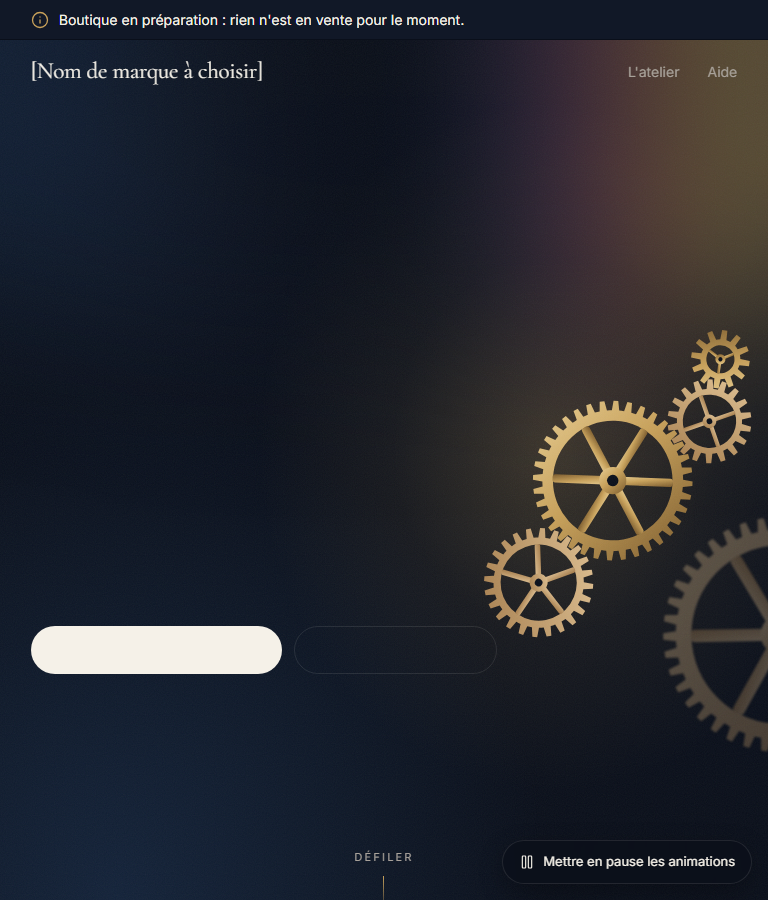 Boutique en préparation : rien n'est en vente pour le moment.
[Nom de marque à choisir]
L'atelier
Aide
DÉFILER
Mettre en pause les animations